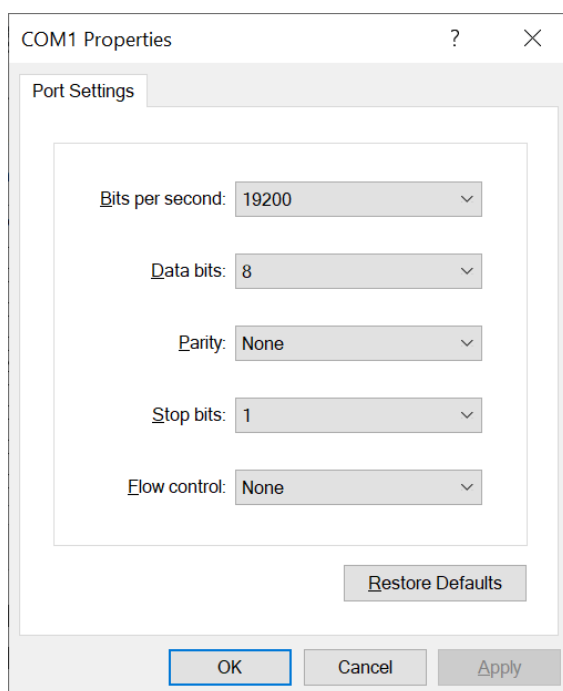 COM1 Properties ?
Port Settings
Bits per second: 19200
Data bits: 8
Parity: None
Stop bits: 1
Flow control: None
Restore Defaults
OK Cancel Apply